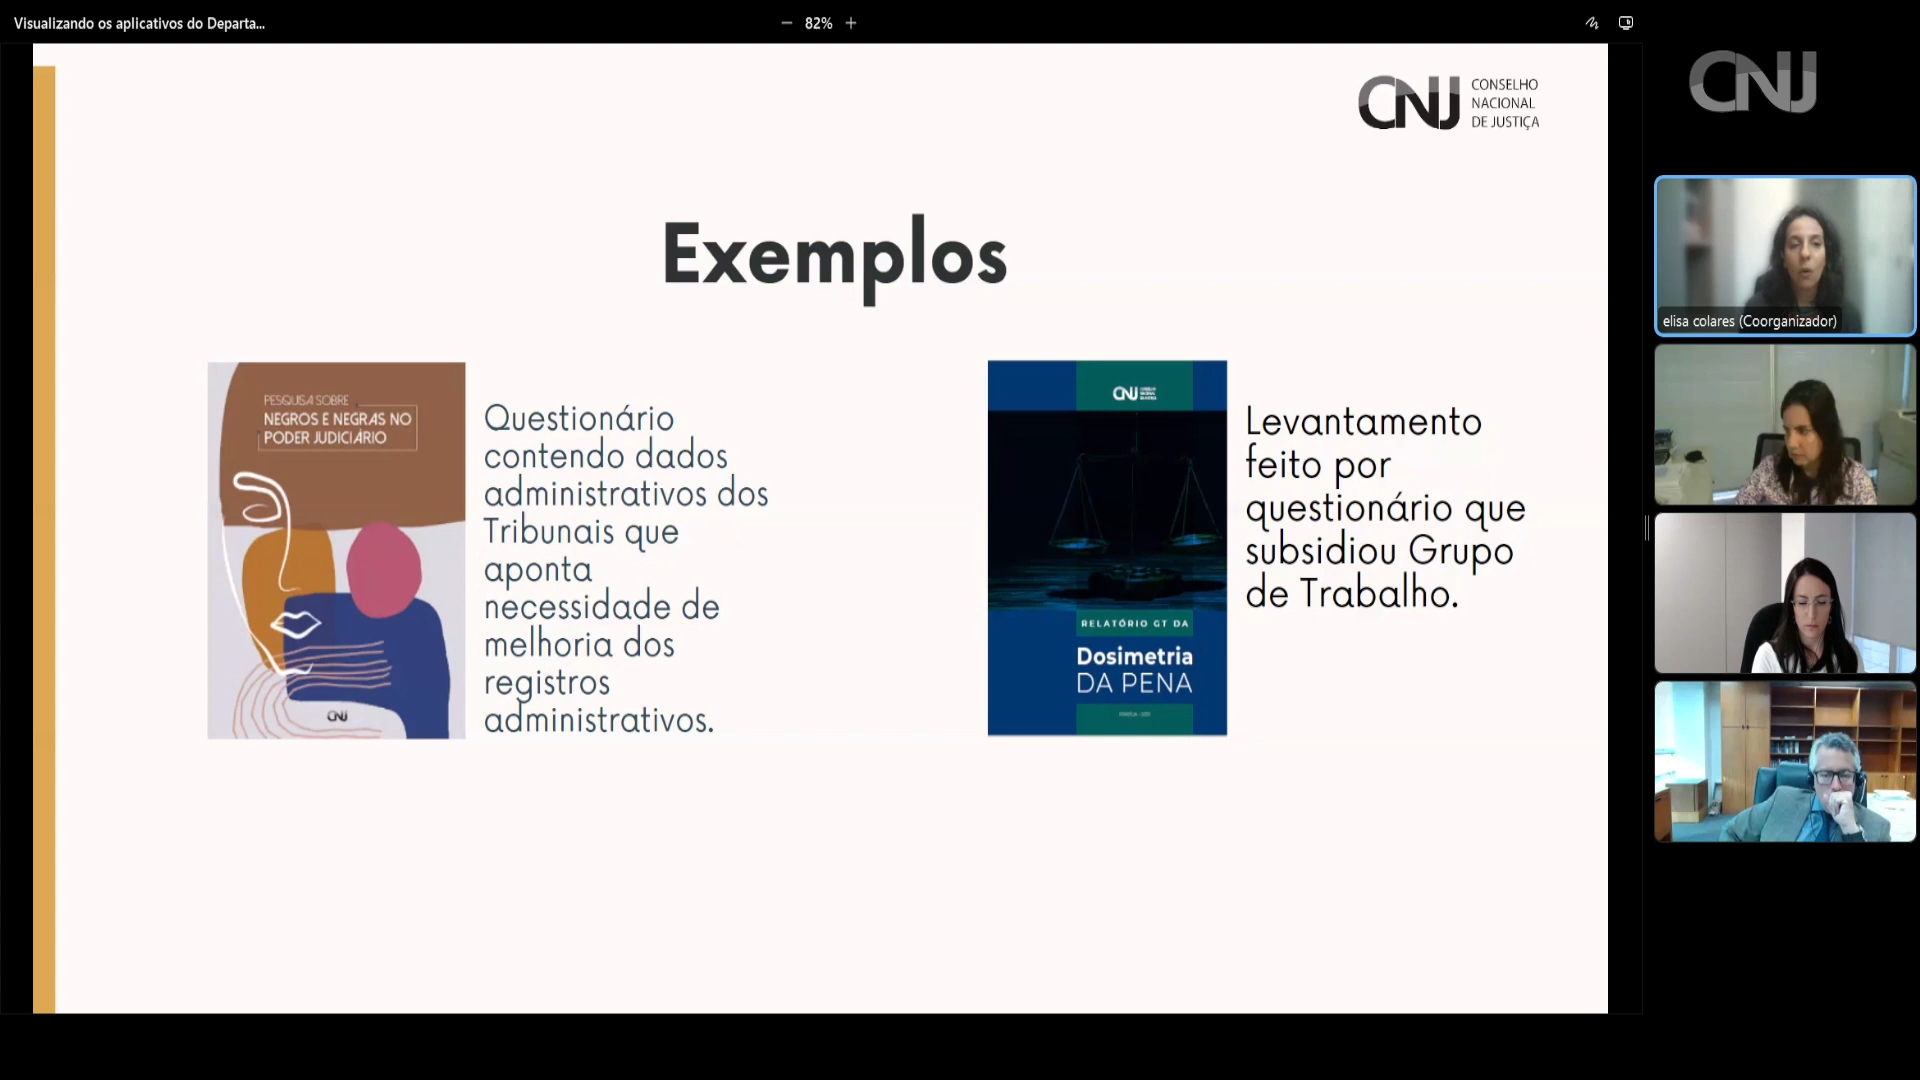 Visualizando os aplicativos do Departa...
82%
CNJ
CONSELHO
NACIONAL
DE JUSTIÇA
CNJ
Exemplos
PESQUISA SOBRE
NEGROS E NEGRAS NO
PODER JUDICIÁRIO
CNJ
Questionário
contendo dados
administrativos dos
Tribunais que
aponta
necessidade de
melhoria dos
registros
administrativos.
CNJ
RELATÓRIO GT DA
Dosimetria
DA PENA
Levantamento
feito por
questionário que
subsidiou Grupo
de Trabalho.
elisa colares (Coorganizador)